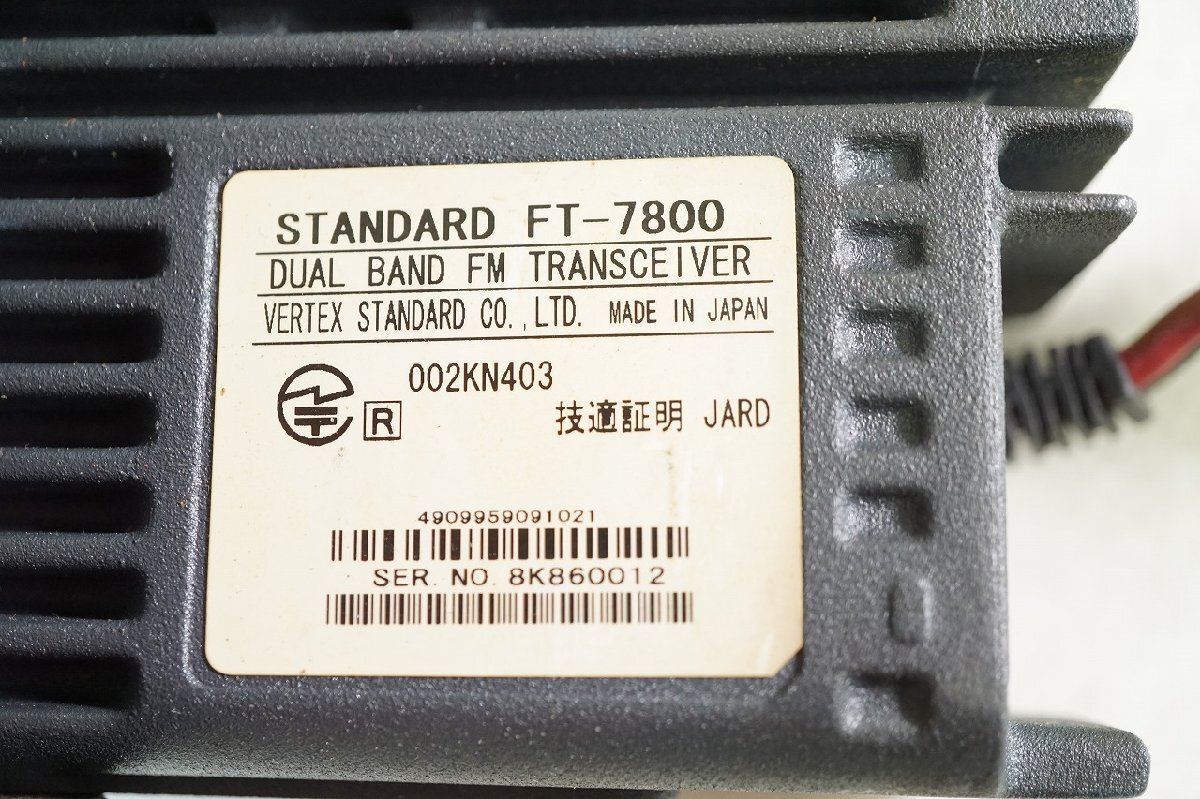 STANDARD FT-7800
DUAL BAND FM TRANSCEIVER
VERTEX STANDARD CO.,LTD. MADE IN JAPAN
R 002KN403
技適証明 JARD
4909959091021
SER. NO. 8K860012